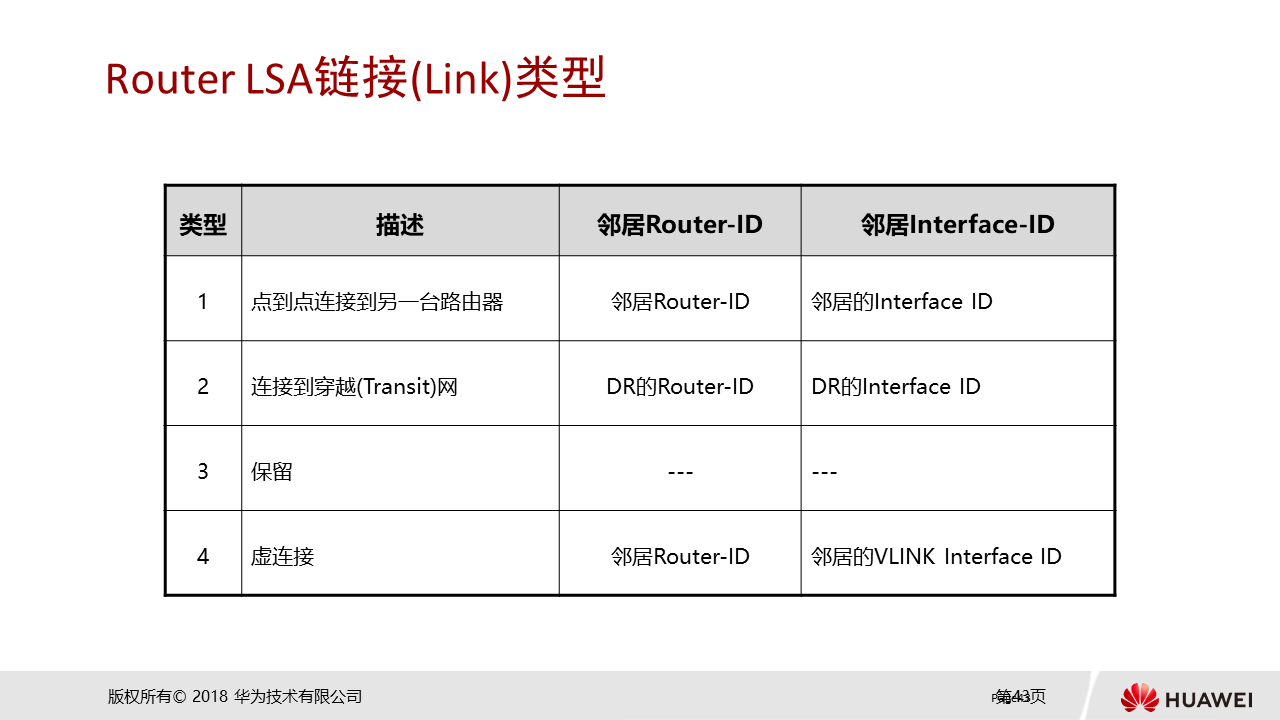 Router LSA链接(Link)类型
类型 描述 邻居Router-ID 邻居Interface-ID
1 点到点连接到另一台路由器 邻居Router-ID 邻居的Interface ID
2 连接到穿越(Transit)网 DR的Router-ID DR的Interface ID
3 保留 --- ---
4 虚连接 邻居Router-ID 邻居的VLINK Interface ID
版权所有© 2018 华为技术有限公司 第43页 HUAWEI